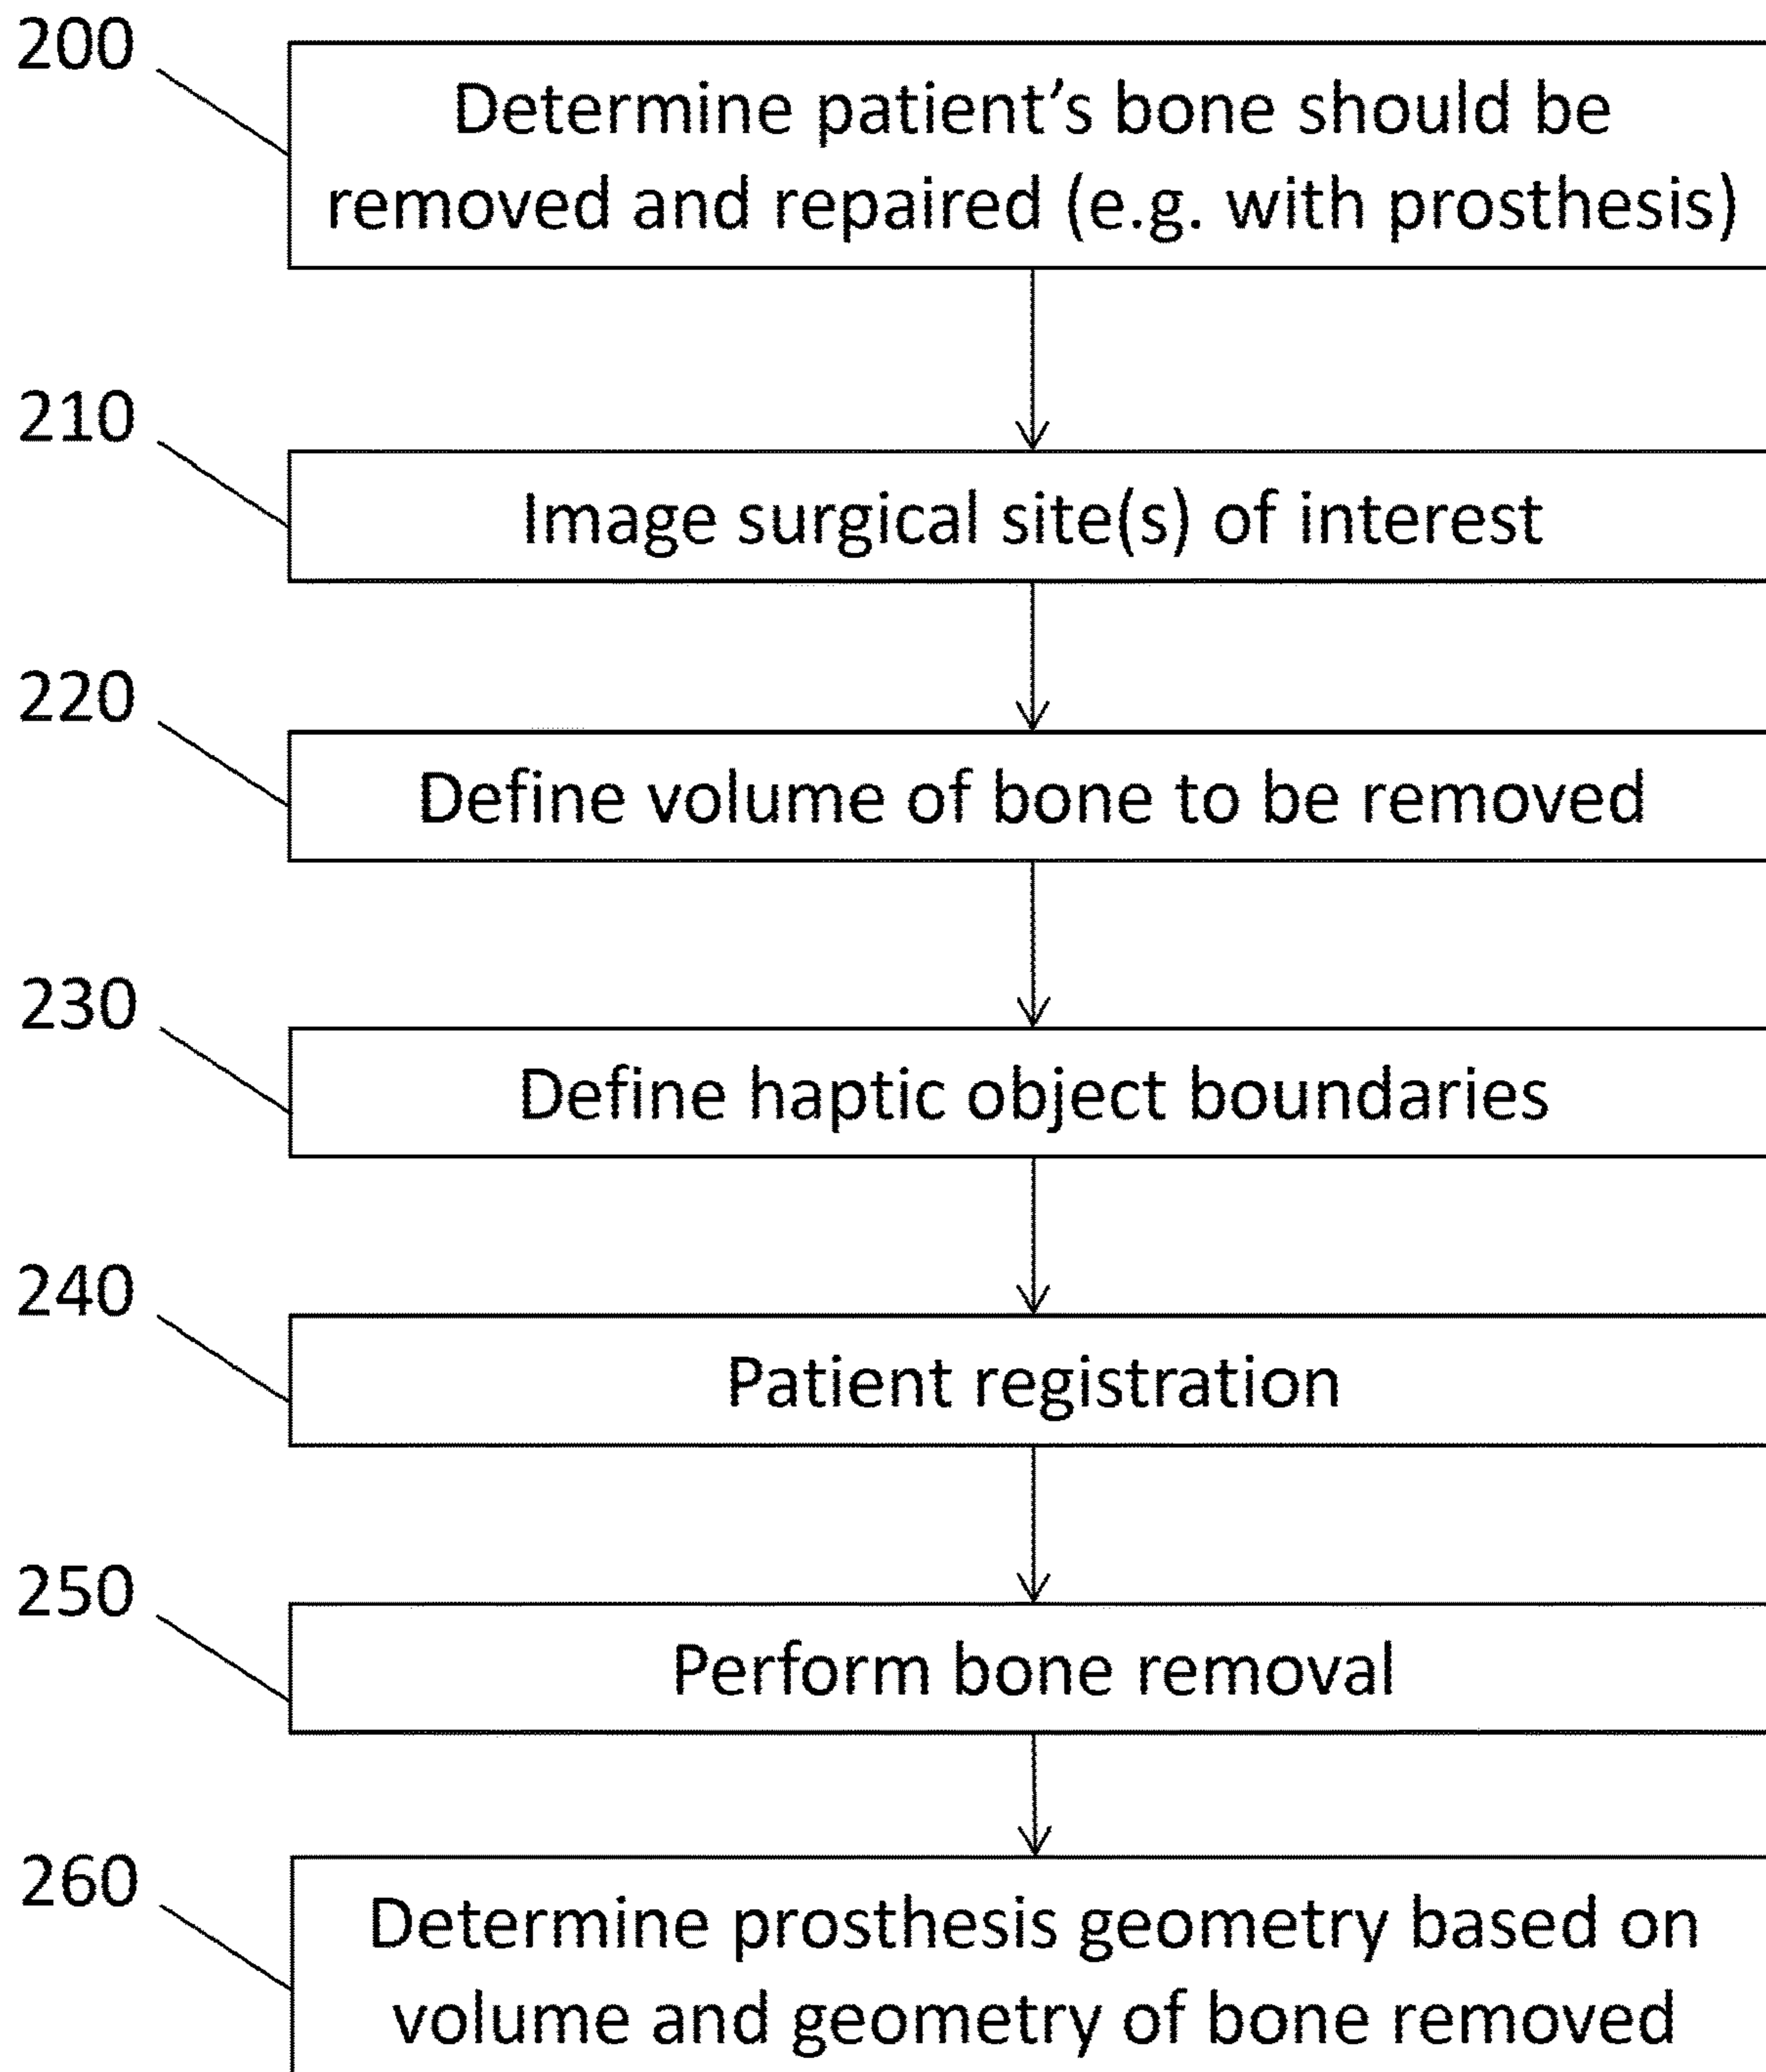 200
Determine patient’s bone should be
removed and repaired (e.g. with prosthesis)
210
Image surgical site(s) of interest
220
Define volume of bone to be removed
230
Define haptic object boundaries
240
Patient registration
250
Perform bone removal
260
Determine prosthesis geometry based on
volume and geometry of bone removed